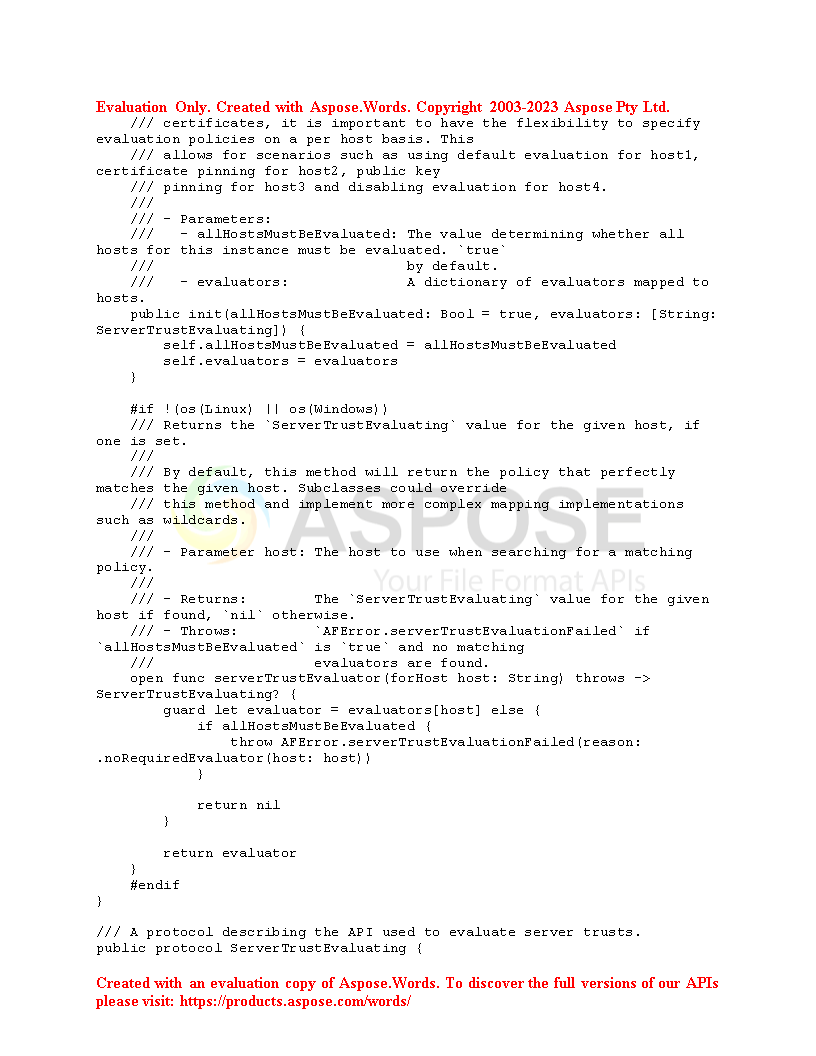 Evaluation Only. Created with Aspose.Words. Copyright 2003-2023 Aspose Pty Ltd.
    /// certificates, it is important to have the flexibility to specify
evaluation policies on a per host basis. This
    /// allows for scenarios such as using default evaluation for host1,
certificate pinning for host2, public key
    /// pinning for host3 and disabling evaluation for host4.
    ///
    /// - Parameters:
    ///   - allHostsMustBeEvaluated: The value determining whether all
hosts for this instance must be evaluated. `true`
    ///                              by default.
    ///   - evaluators:              A dictionary of evaluators mapped to
hosts.
    public init(allHostsMustBeEvaluated: Bool = true, evaluators: [String:
ServerTrustEvaluating]) {
        self.allHostsMustBeEvaluated = allHostsMustBeEvaluated
        self.evaluators = evaluators
    }

    #if !(os(Linux) || os(Windows))
    /// Returns the `ServerTrustEvaluating` value for the given host, if
one is set.
    ///
    /// By default, this method will return the policy that perfectly
matches the given host. Subclasses could override
    /// this method and implement more complex mapping implementations
such as wildcards.
    ///
    /// - Parameter host: The host to use when searching for a matching
policy.
    ///
    /// - Returns:        The `ServerTrustEvaluating` value for the given
host if found, `nil` otherwise.
    /// - Throws:         `AFError.serverTrustEvaluationFailed` if
`allHostsMustBeEvaluated` is `true` and no matching
    ///                   evaluators are found.
    open func serverTrustEvaluator(forHost host: String) throws ->
ServerTrustEvaluating? {
        guard let evaluator = evaluators[host] else {
            if allHostsMustBeEvaluated {
                throw AFError.serverTrustEvaluationFailed(reason:
.noRequiredEvaluator(host: host))
            }

            return nil
        }

        return evaluator
    }
    #endif
}

/// A protocol describing the API used to evaluate server trusts.
public protocol ServerTrustEvaluating {
ASPOSE
Your File Format APIs
Created with an evaluation copy of Aspose.Words. To discover the full versions of our APIs
please visit: https://products.aspose.com/words/